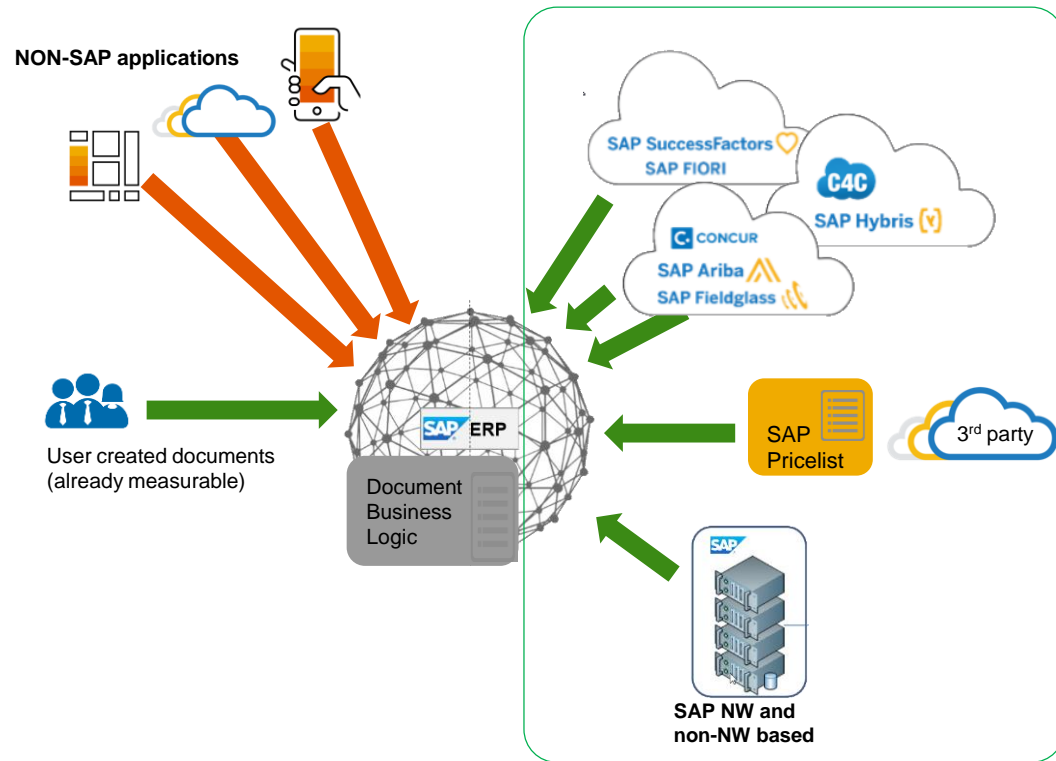 NON-SAP applications
SAP SuccessFactors
SAP FIORI
C4C
SAP Hybris [Y]
C. CONCUR
SAP Ariba
SAP Fieldglass
User created documents
(already measurable)
SAP ERP
Document
Business
Logic
SAP
Pricelist
3rd party
SAP
SAP NW and
non-NW based